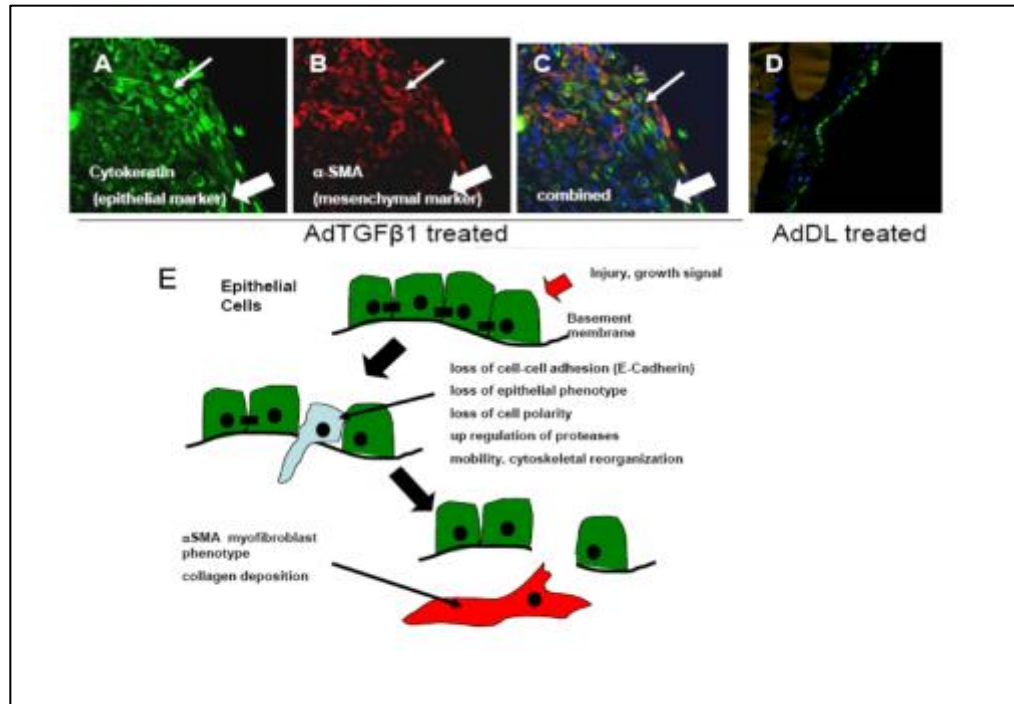 A
B
C
D
Cytokeratin
(epithelial marker)
α-SMA
(mesenchymal marker)
combined
AdTGFβ1 treated
AdDL treated
E
Epithelial
Cells
Injury, growth signal
Basement
membrane
loss of cell-cell adhesion (E-Cadherin)
loss of epithelial phenotype
loss of cell polarity
up regulation of proteases
mobility, cytoskeletal reorganization
αSMA myofibroblast
phenotype
collagen deposition